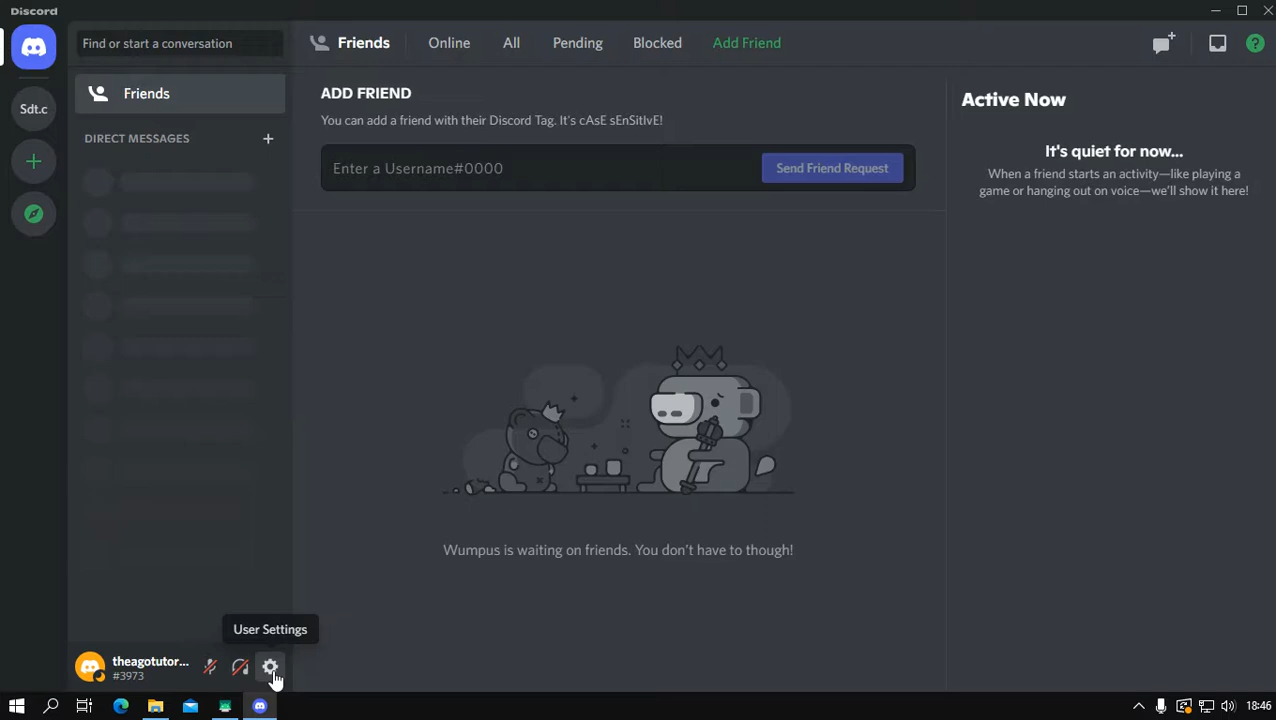 Discord
Find or start a conversation
Friends
Online
All
Pending
Blocked
Add Friend
Sdt.c
Friends
DIRECT MESSAGES
ADD FRIEND
You can add a friend with their Discord Tag. It's cAsE sEnSitIvE!
Enter a Username#0000
Send Friend Request
Wumpus is waiting on friends. You don't have to though!
Active Now
It's quiet for now...
When a friend starts an activity—like playing a
game or hanging out on voice—we'll show it here!
User Settings
theagotutor...
#3973
18:46